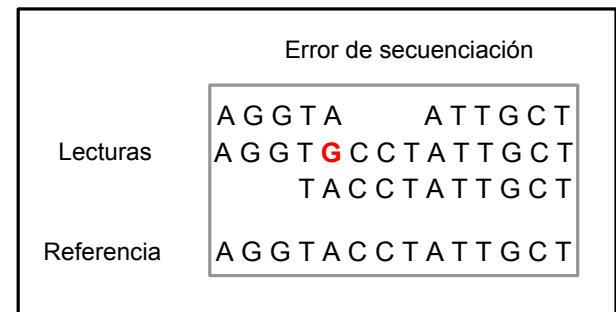 Error de secuenciación
A G G T A A T T G C T
Lecturas A G G T G C C T A T T G C T
T A C C T A T T G C T
Referencia A G G T A C C T A T T G C T